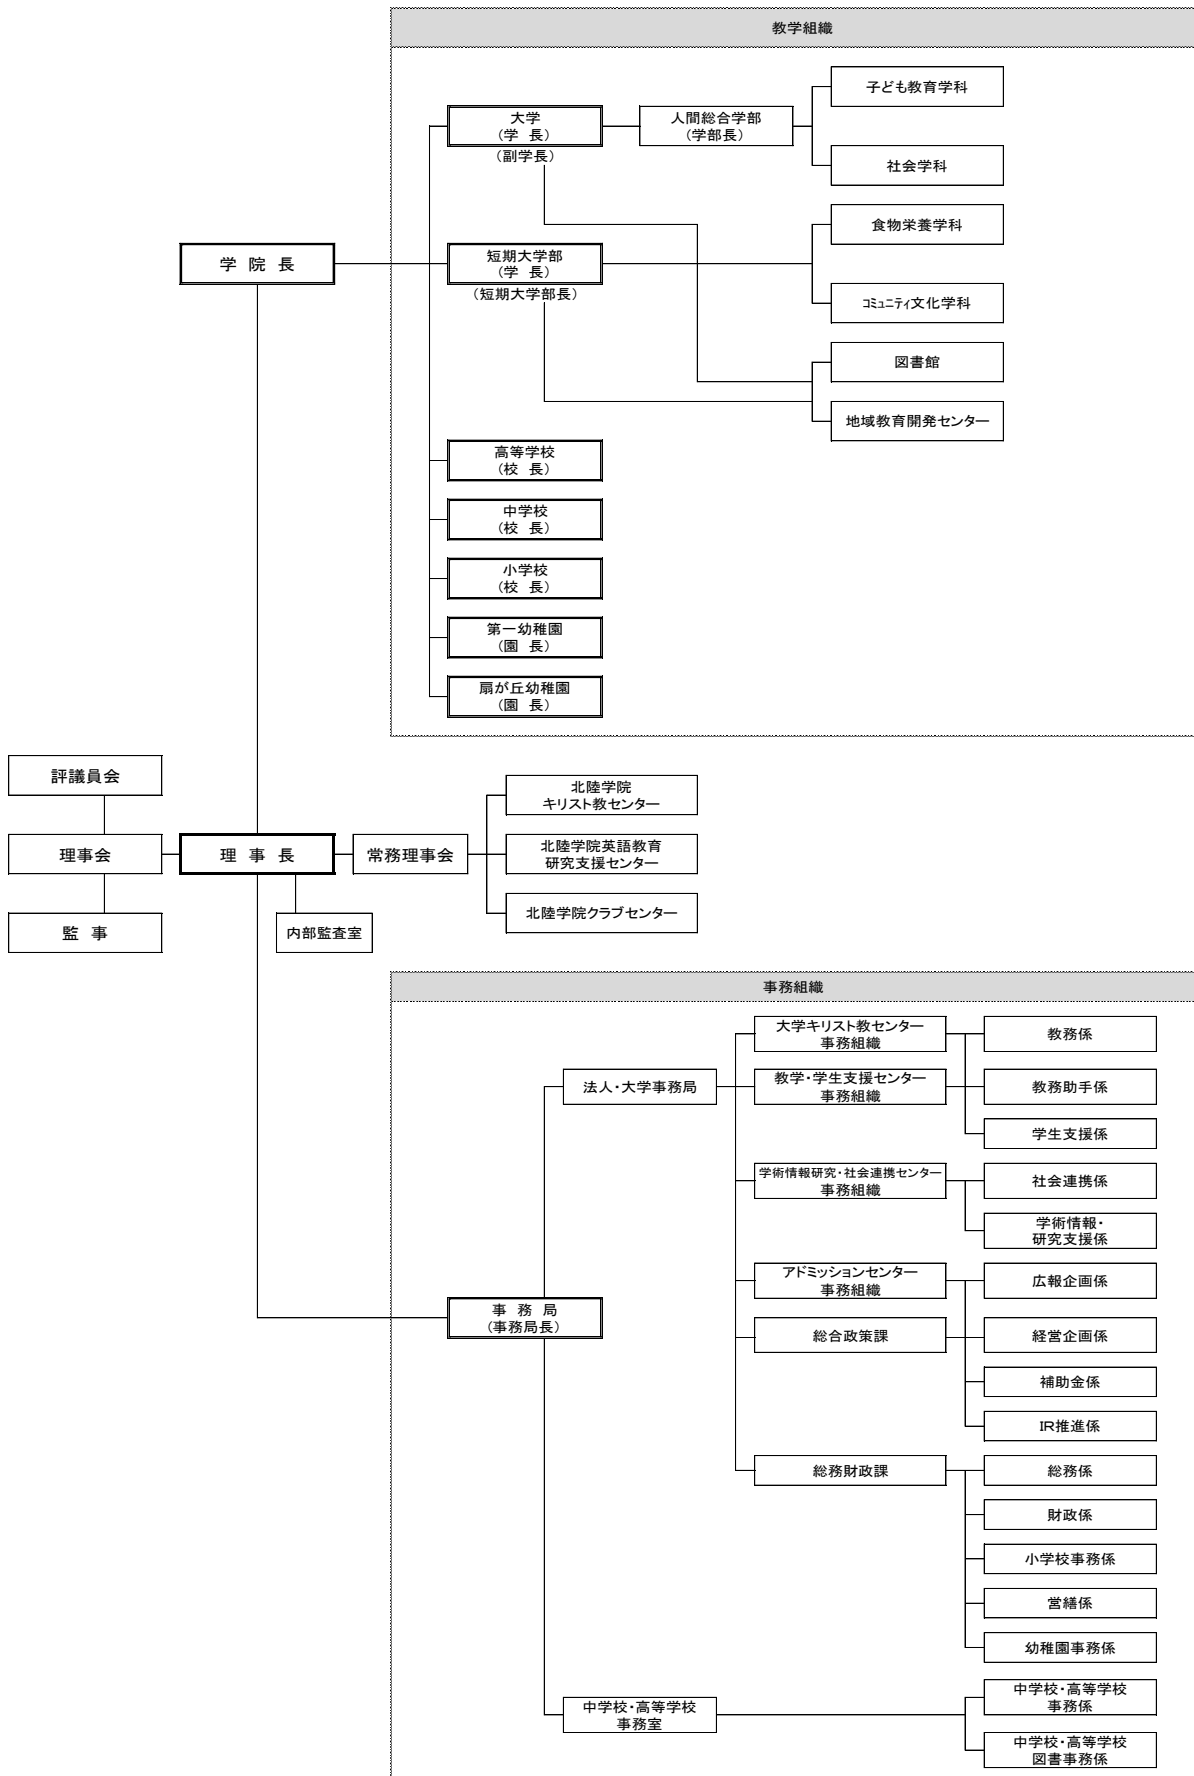 教学組織
子ども教育学科
大学
(学 長)
(副学長)
人間総合学部
(学部長)
社会学科
食物栄養学科
学 院 長
短期大学部
(学 長)
(短期大学部長)
コミュニティ文化学科
図書館
地域教育開発センター
高等学校
(校 長)
中学校
(校 長)
小学校
(校 長)
第一幼稚園
(園 長)
扇が丘幼稚園
(園 長)
評議員会
理事会
監 事
理 事 長
内部監査室
常務理事会
北陸学院
キリスト教センター
北陸学院英語教育
研究支援センター
北陸学院クラブセンター
事務組織
事 務 局
(事務局長)
法人・大学事務局
大学キリスト教センター
事務組織
教務係
教学・学生支援センター
事務組織
教務助手係
学生支援係
学術情報研究・社会連携センター
事務組織
社会連携係
学術情報・
研究支援係
アドミッションセンター
事務組織
広報企画係
総合政策課
経営企画係
補助金係
IR推進係
総務財政課
総務係
財政係
小学校事務係
営繕係
幼稚園事務係
中学校・高等学校
事務室
中学校・高等学校
事務係
中学校・高等学校
図書事務係